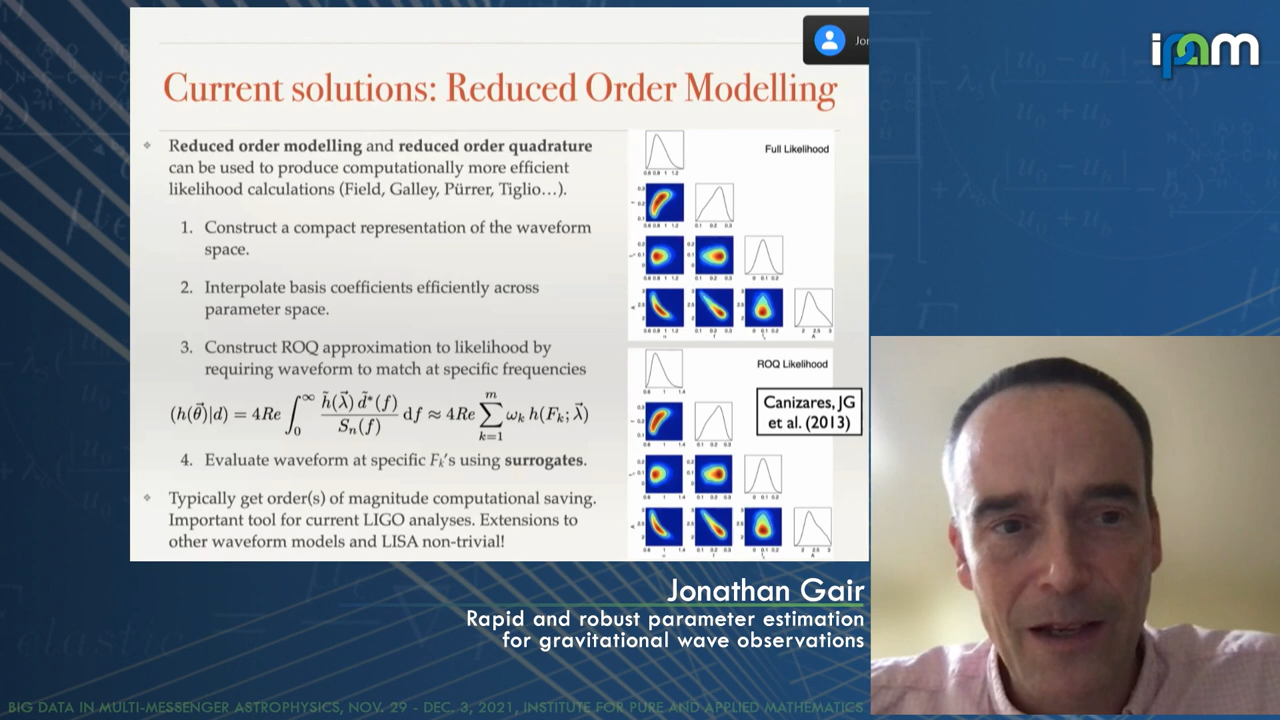 ipam
Jon
Current solutions: Reduced Order Modelling
Reduced order modelling and reduced order quadrature
can be used to produce computationally more efficient
likelihood calculations (Field, Galley, Pürrer, Tiglio…).
1. Construct a compact representation of the waveform
space.
2. Interpolate basis coefficients efficiently across
parameter space.
3. Construct ROQ approximation to likelihood by
requiring waveform to match at specific frequencies
(h(θ⃗)|d) = 4Re ∫₀^∞ h̃(λ⃗) d̃*(f) / Sₙ(f) df ≈ 4Re ∑_{k=1}^{m} ωₖ h(Fₖ; λ⃗)
4. Evaluate waveform at specific Fₖ's using surrogates.
Typically get order(s) of magnitude computational saving.
Important tool for current LIGO analyses. Extensions to
other waveform models and LISA non-trivial!
Full Likelihood
ROQ Likelihood
Canizares, JG
et al. (2013)
Jonathan Gair
Rapid and robust parameter estimation
for gravitational wave observations
BIG DATA IN MULTI-MESSENGER ASTROPHYSICS, NOV. 29 - DEC. 3, 2021, INSTITUTE FOR PURE AND APPLIED MATHEMATICS